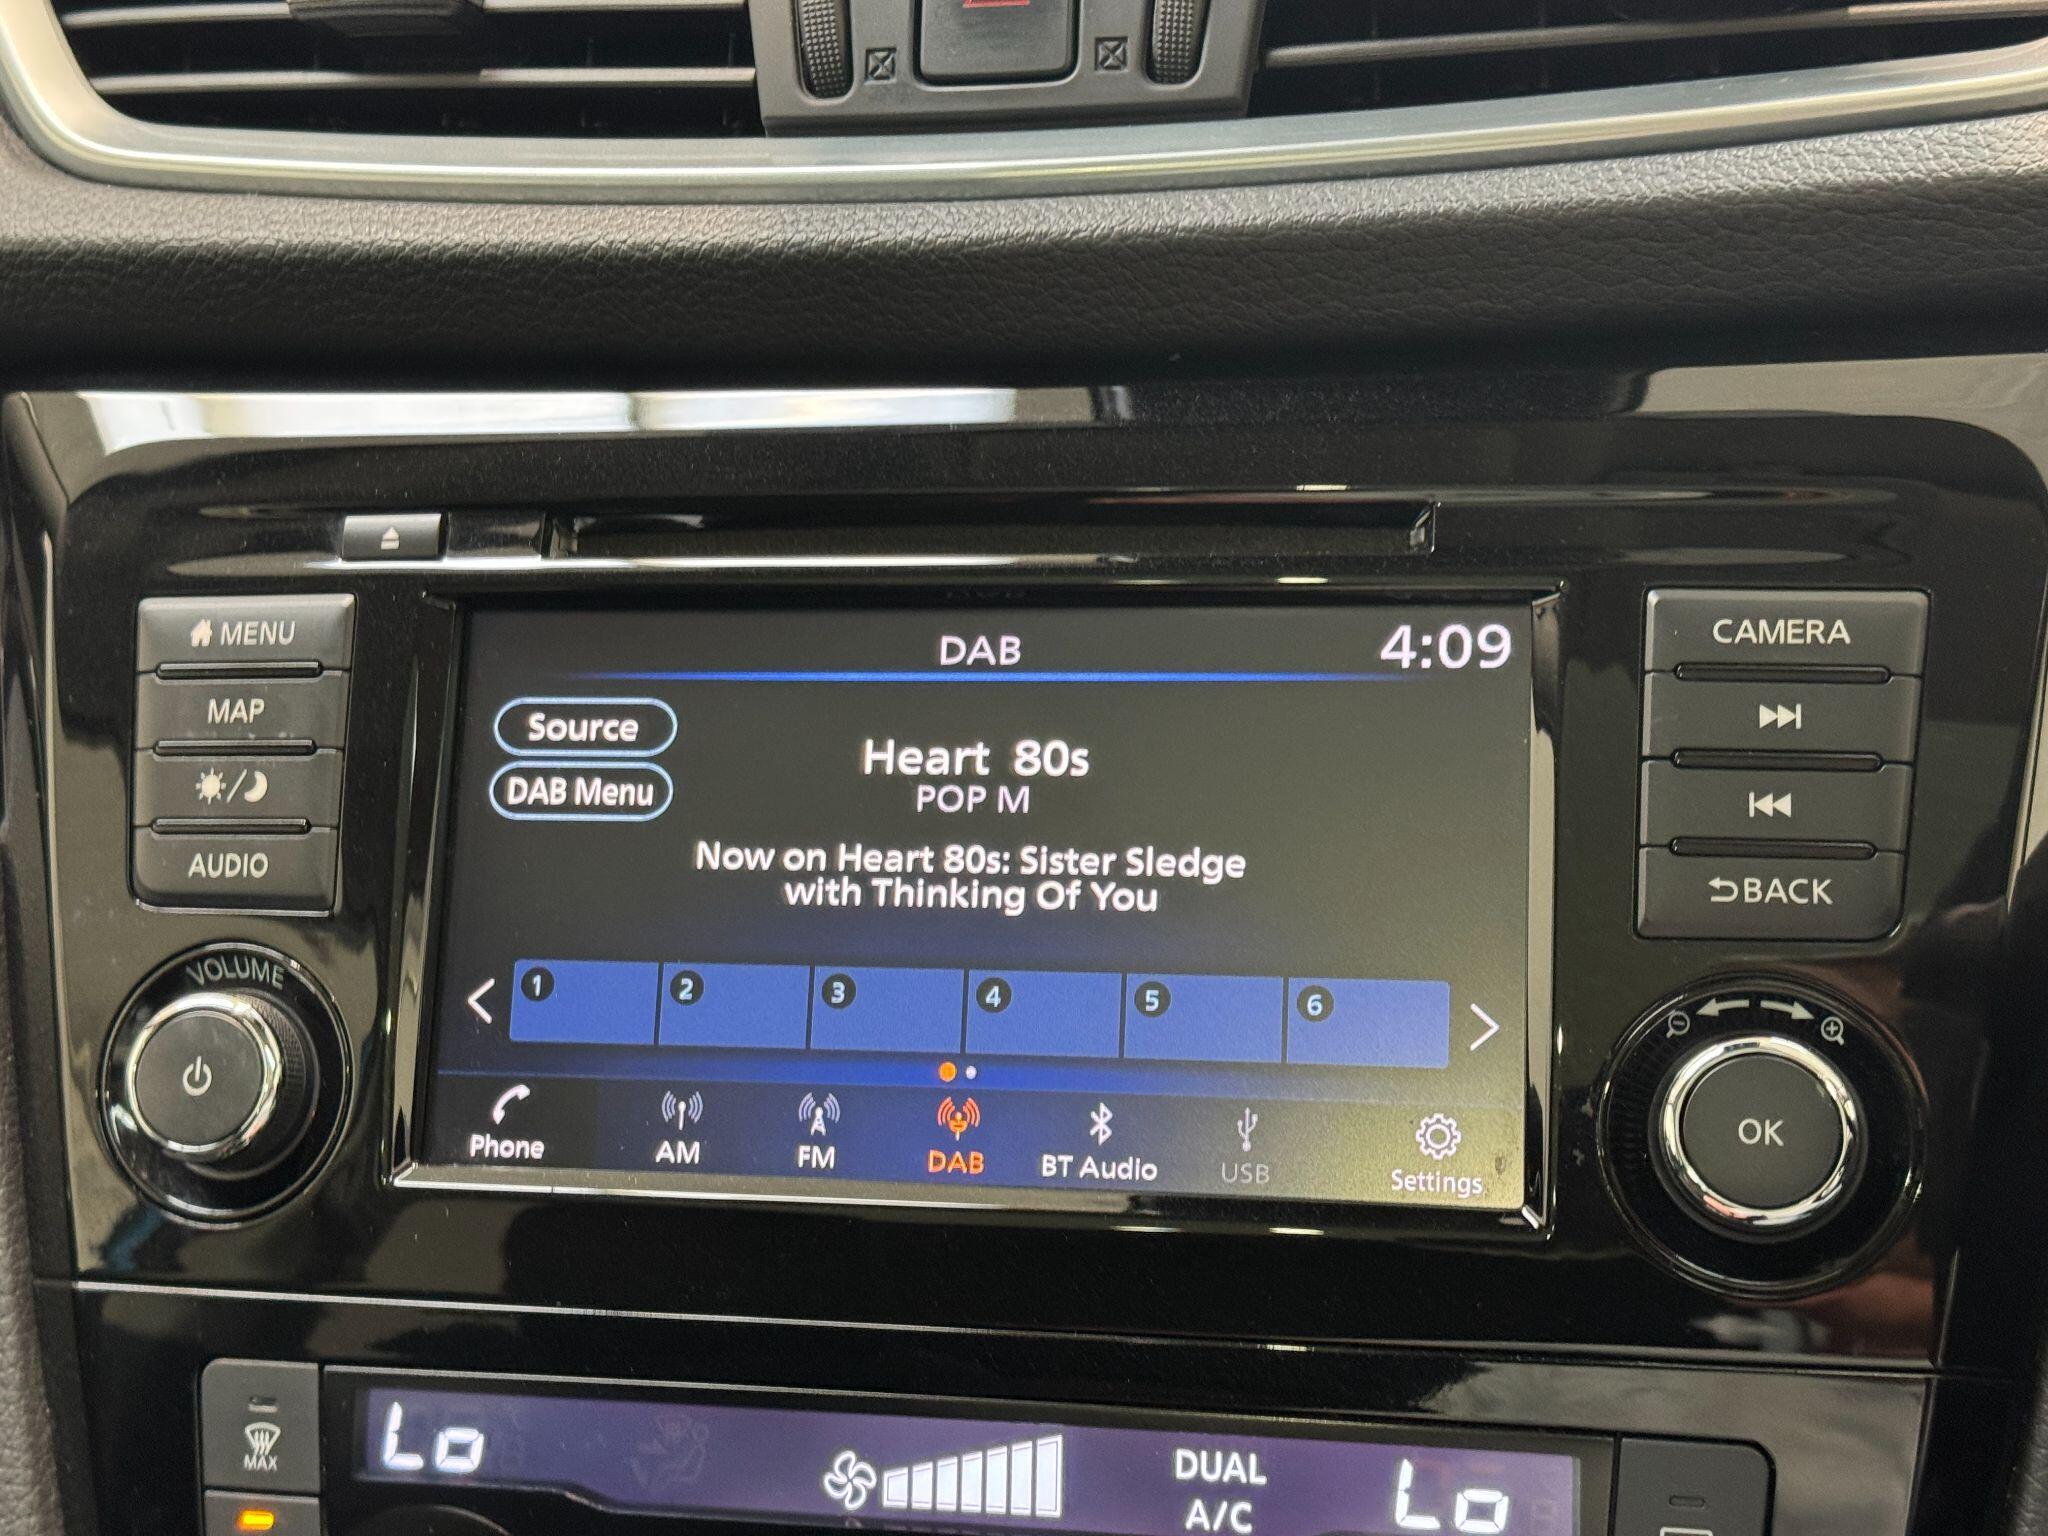 MENU
MAP
AUDIO
VOLUME
DAB
4:09
Source
DAB Menu
Heart 80s
POP M
Now on Heart 80s: Sister Sledge
with Thinking Of You
1 2 3 4 5 6
Phone
AM
FM
DAB
BT Audio
USB
Settings
CAMERA
BACK
OK
MAX
Lo
DUAL
A/C
Lo